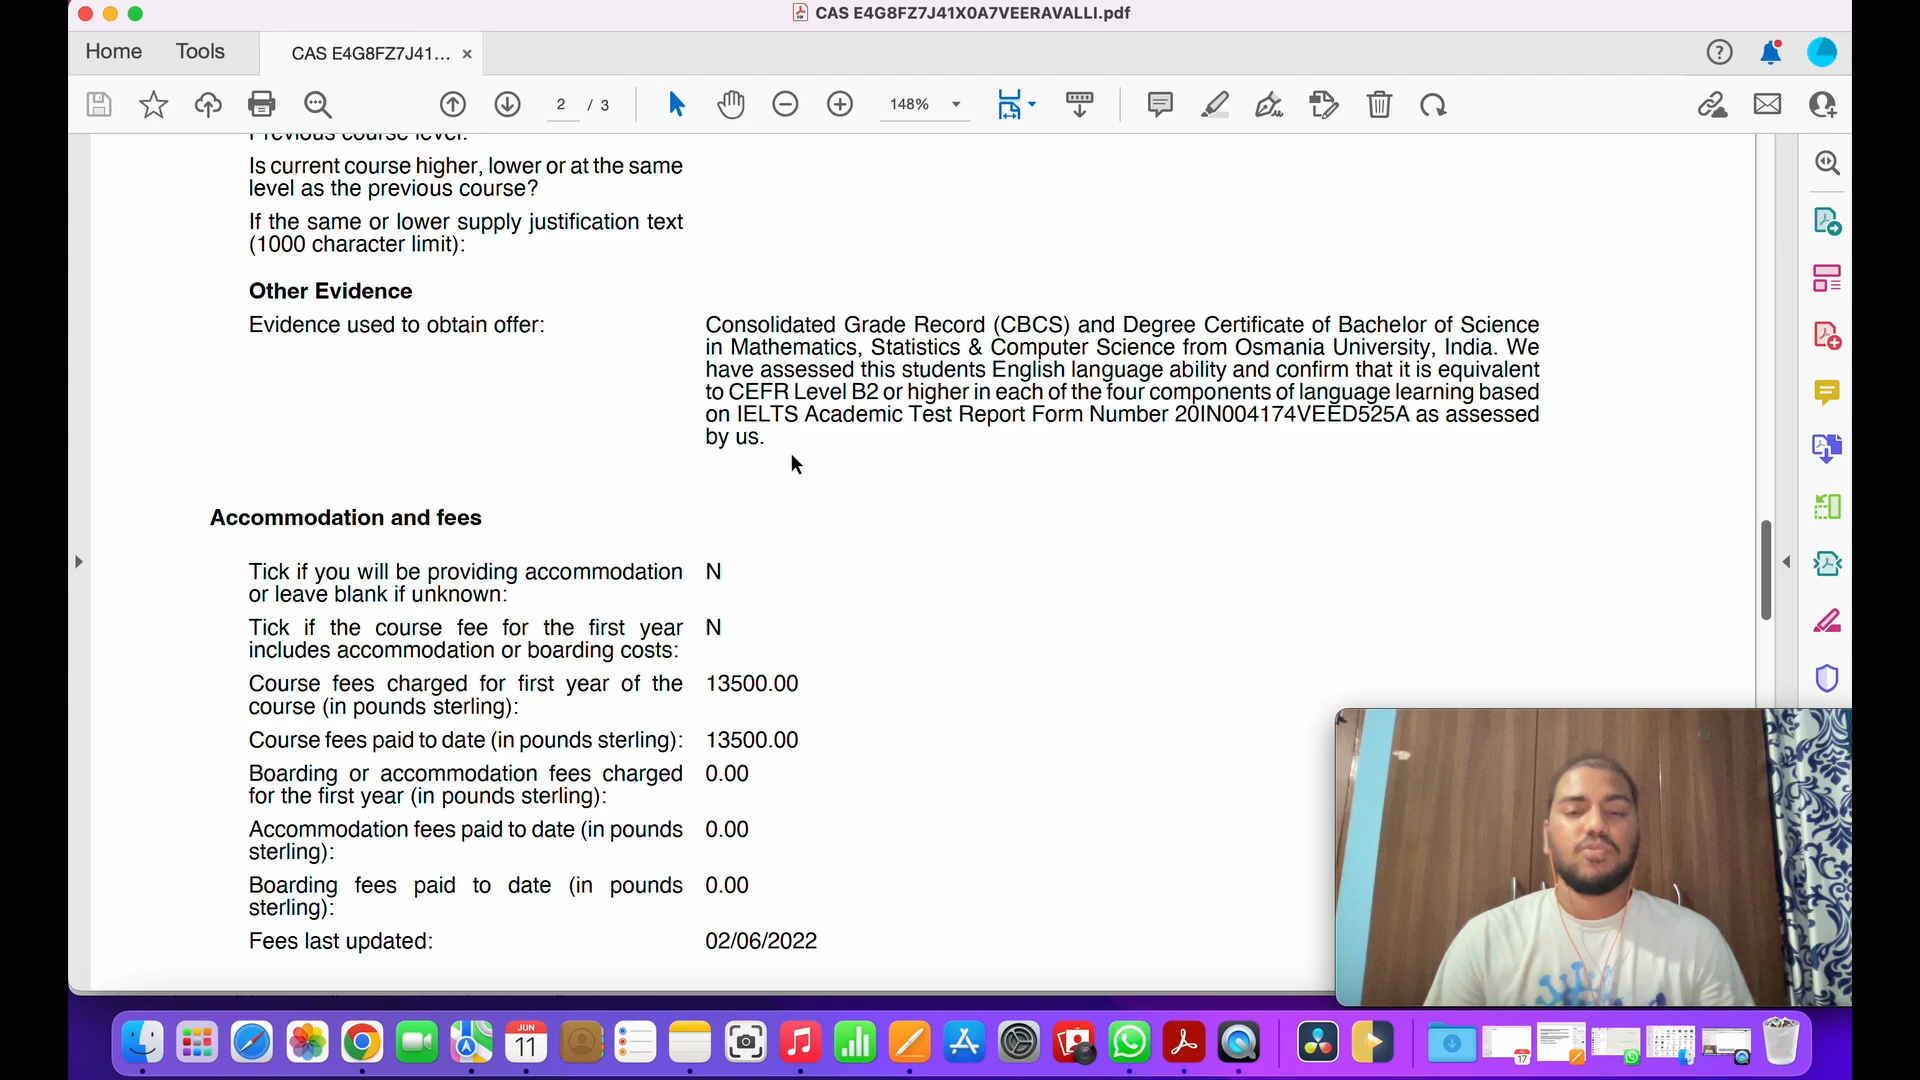 CAS E4G8FZ7J41X0A7VEERAVALLI.pdf
Home Tools CAS E4G8FZ7J41... ×
2 / 3 148%
Previous course level:
Is current course higher, lower or at the same
level as the previous course?
If the same or lower supply justification text
(1000 character limit):
Other Evidence
Evidence used to obtain offer:
Consolidated Grade Record (CBCS) and Degree Certificate of Bachelor of Science
in Mathematics, Statistics & Computer Science from Osmania University, India. We
have assessed this students English language ability and confirm that it is equivalent
to CEFR Level B2 or higher in each of the four components of language learning based
on IELTS Academic Test Report Form Number 20IN004174VEED525A as assessed
by us.
Accommodation and fees
Tick if you will be providing accommodation N
or leave blank if unknown:
Tick if the course fee for the first year N
includes accommodation or boarding costs:
Course fees charged for first year of the 13500.00
course (in pounds sterling):
Course fees paid to date (in pounds sterling): 13500.00
Boarding or accommodation fees charged 0.00
for the first year (in pounds sterling):
Accommodation fees paid to date (in pounds 0.00
sterling):
Boarding fees paid to date (in pounds 0.00
sterling):
Fees last updated: 02/06/2022
JUN
11
17